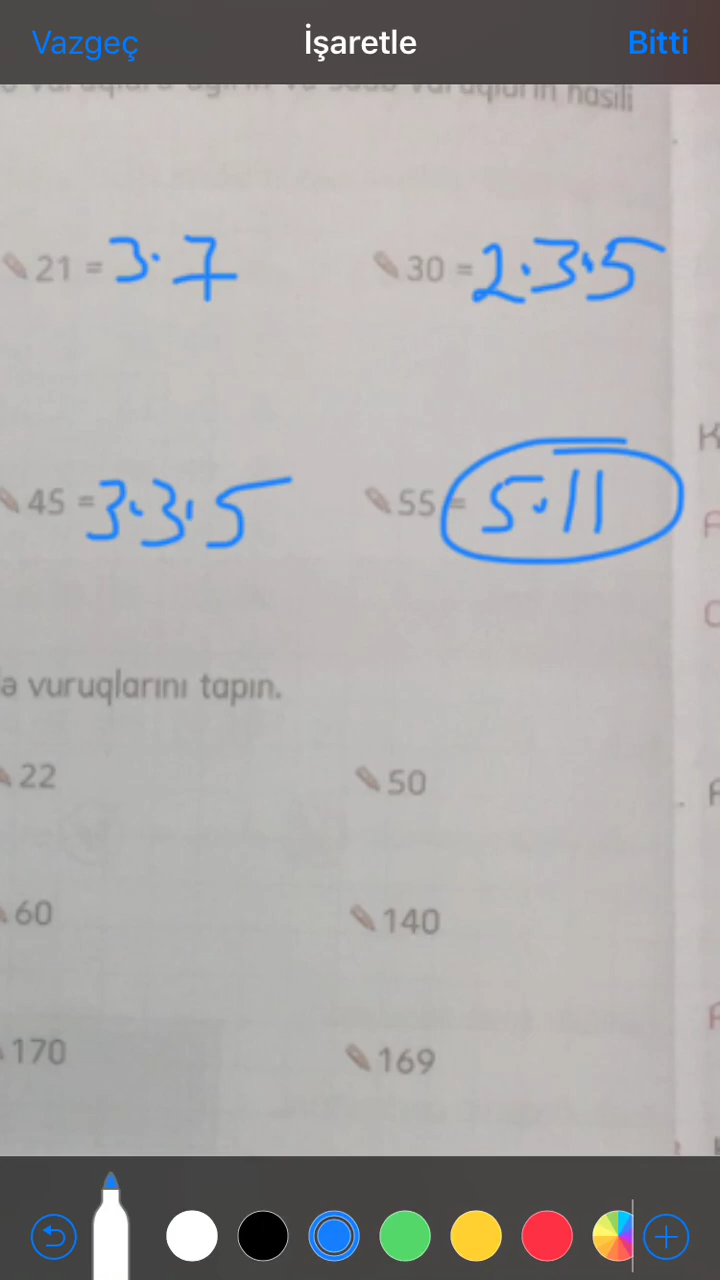 Vazgeç İşaretle Bitti
hasili
21 = 3·7 30 = 2·3·5
45 = 3·3·5 55 = 5·11
ə vuruqlarını tapın.
22 50
60 140
170 169